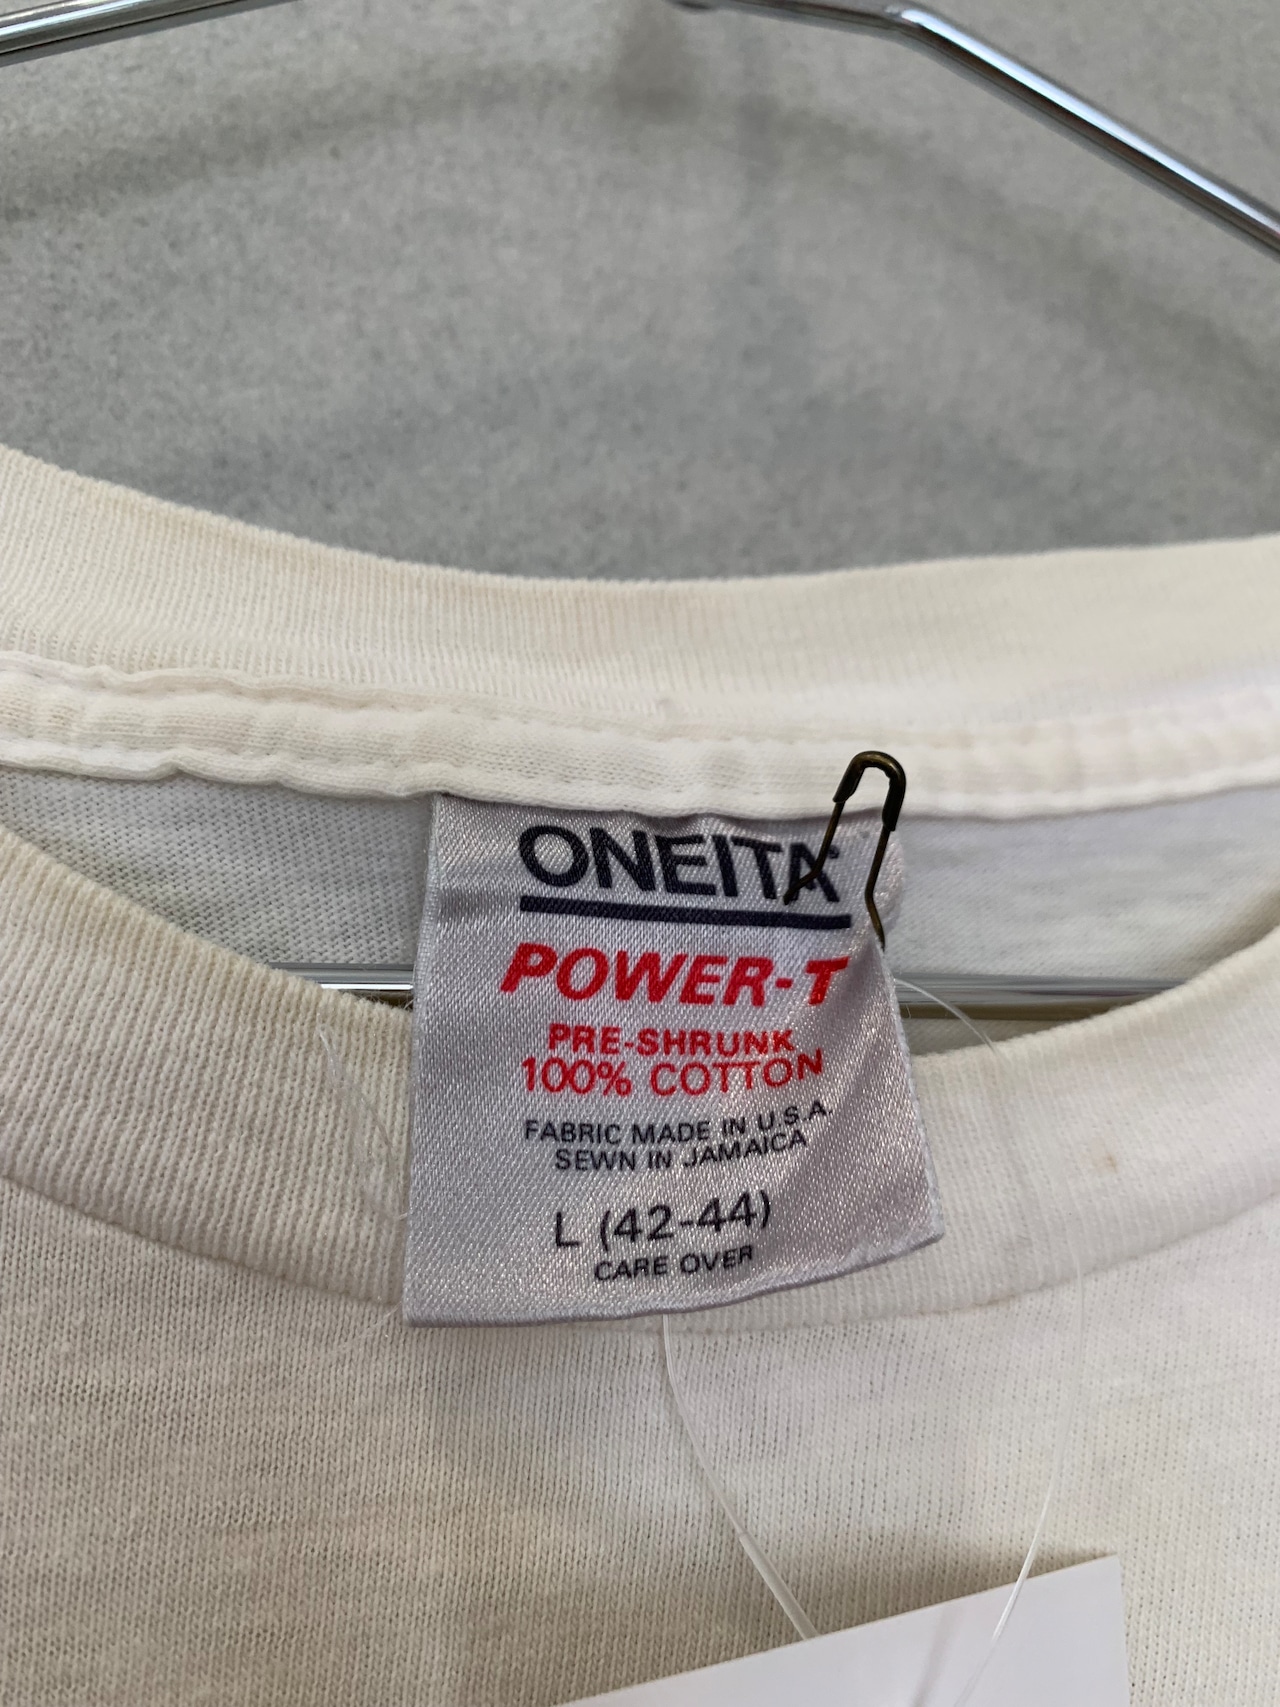 ONEITA
POWER-T
PRE-SHRUNK
100% COTTON
FABRIC MADE IN U.S.A.
SEWN IN JAMAICA
L (42-44)
CARE OVER